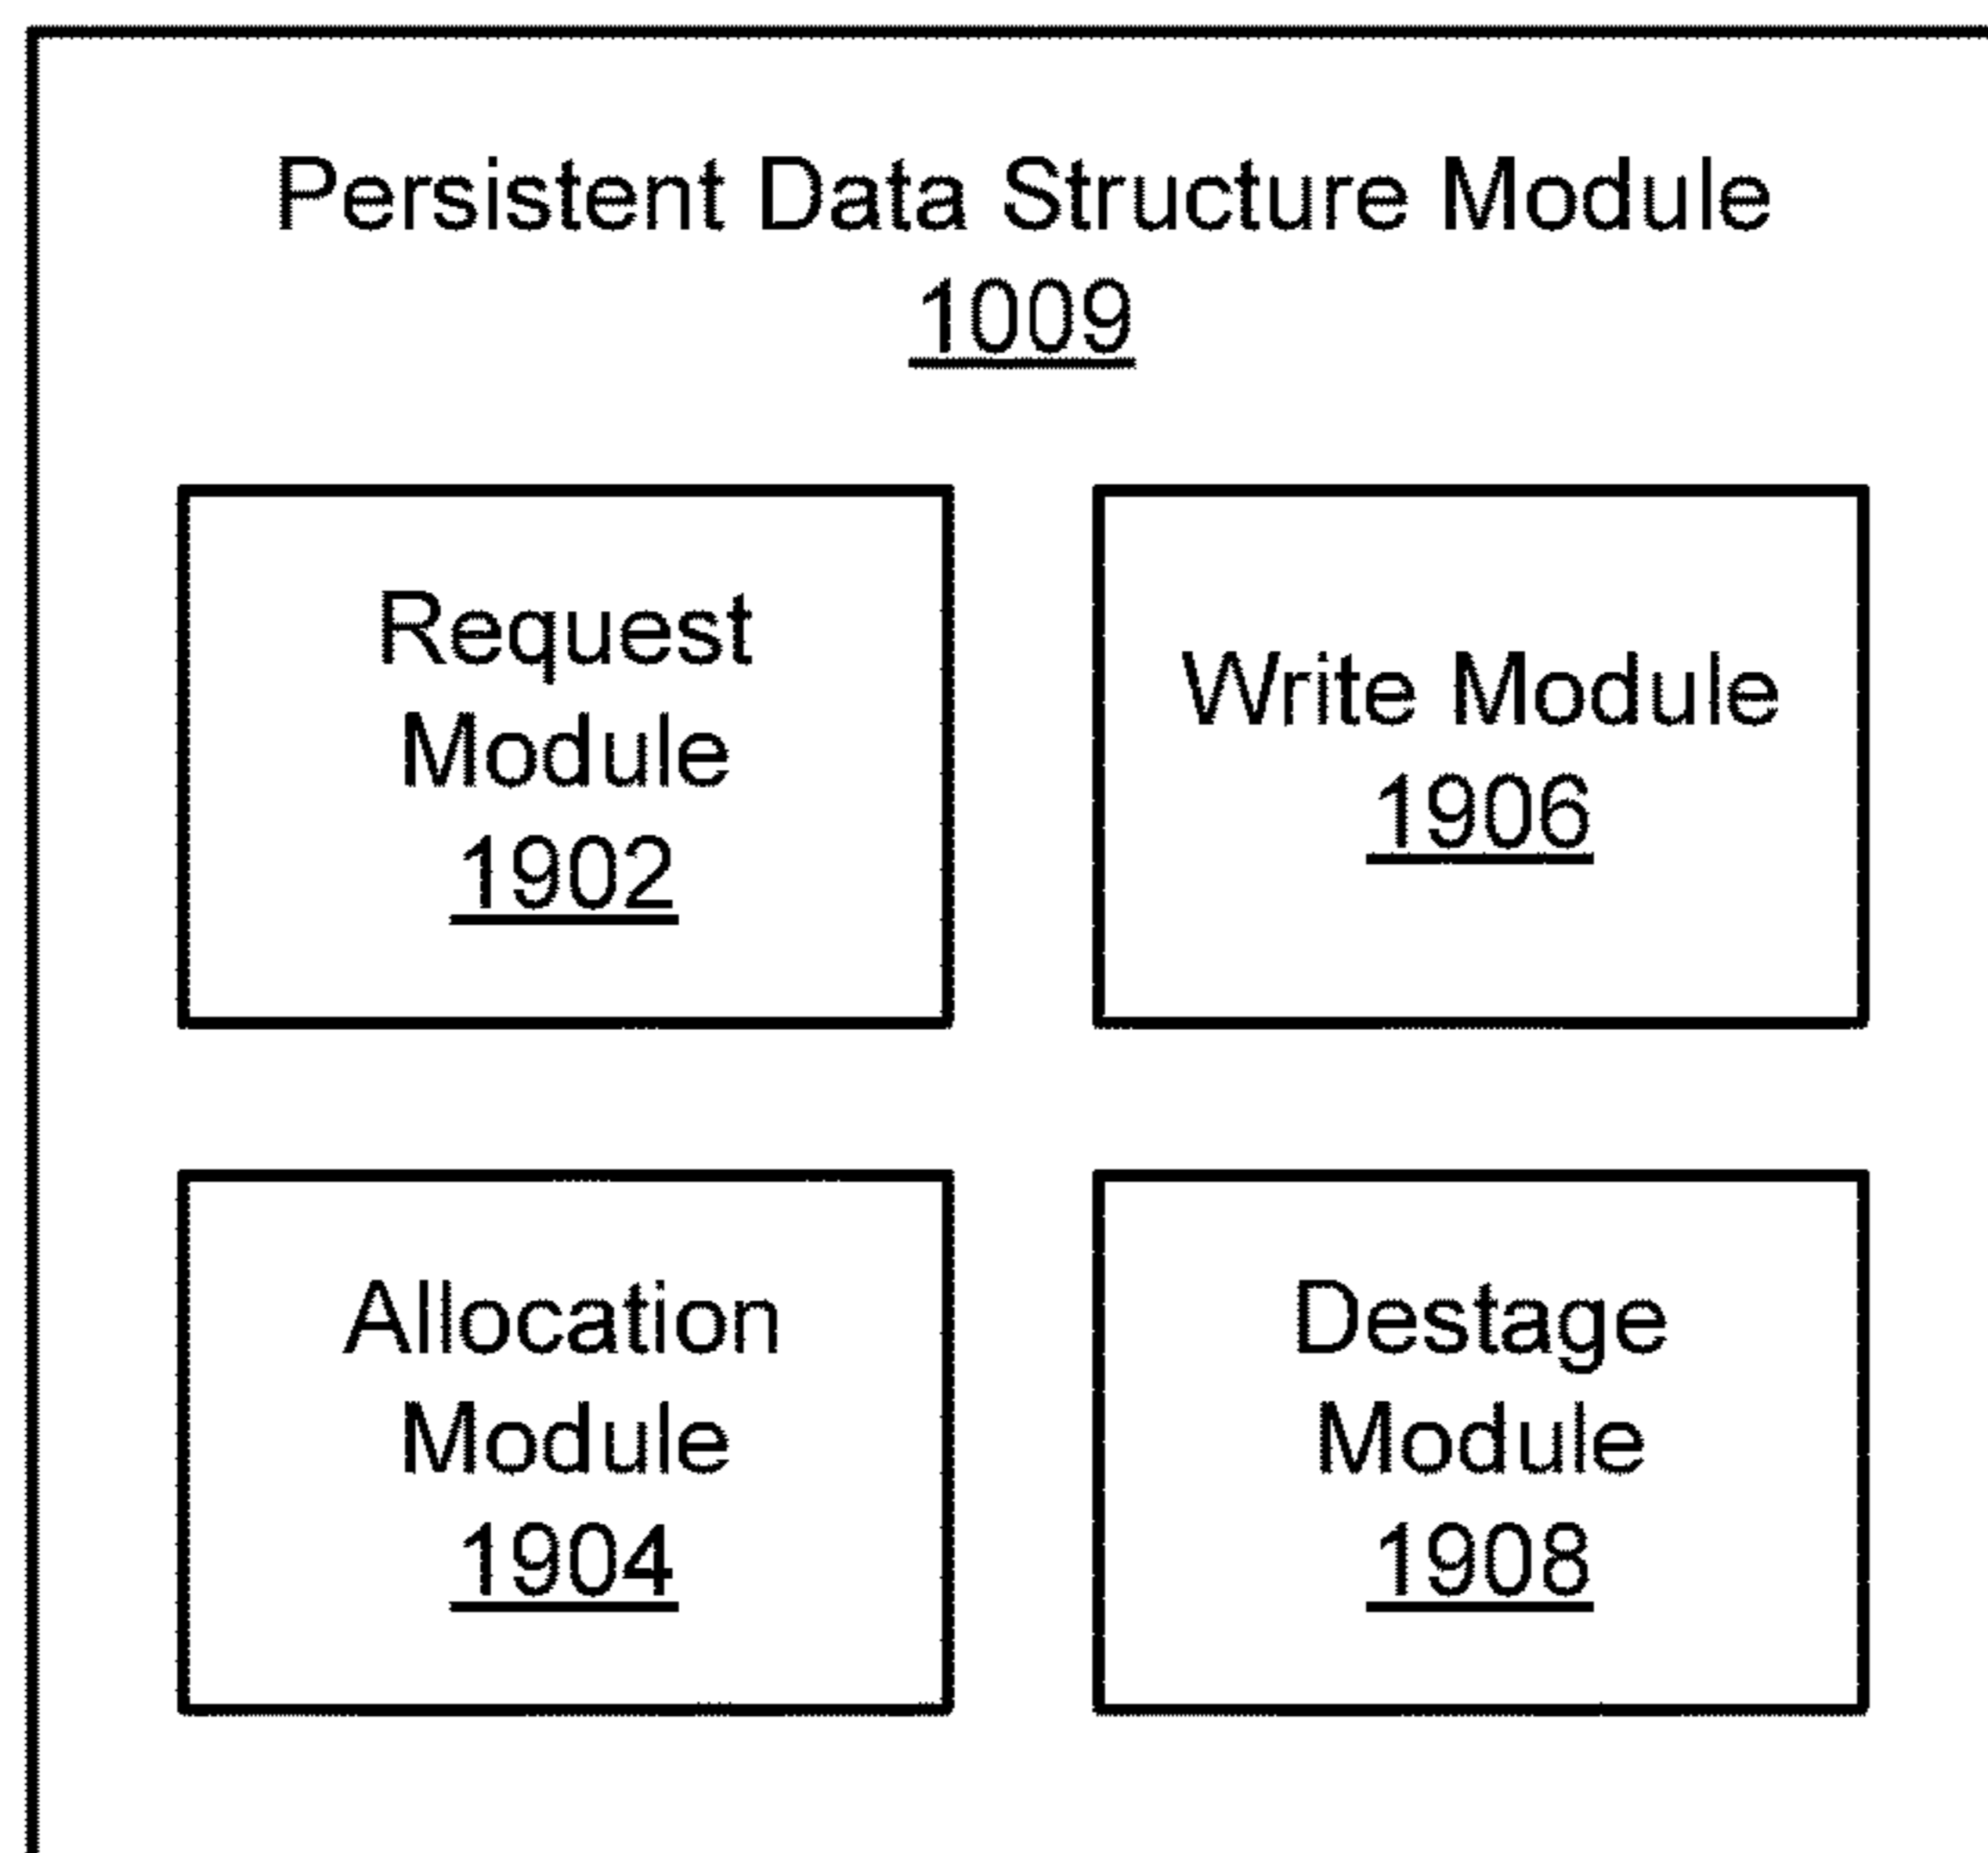 Persistent Data Structure Module
1009
Request
Module
1902
Write Module
1906
Allocation
Module
1904
Destage
Module
1908